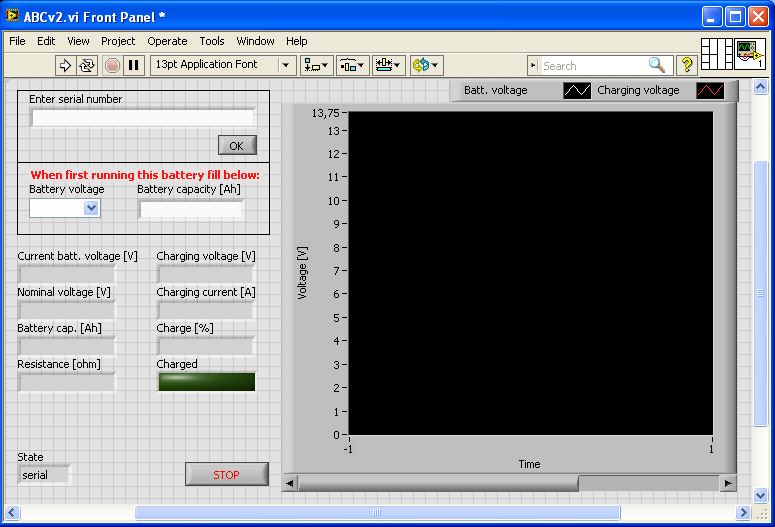 ABCv2.vi Front Panel *
File Edit View Project Operate Tools Window Help
13pt Application Font
Search
?
1
Enter serial number
OK
When first running this battery fill below:
Battery voltage Battery capacity [Ah]
Current batt. voltage [V] Charging voltage [V]
Nominal voltage [V] Charging current [A]
Battery cap. [Ah] Charge [%]
Resistance [ohm] Charged
State
serial
STOP
Batt. voltage Charging voltage
13,75
13
12
11
10
9
8
7
6
5
4
3
2
1
0
Voltage [V]
-1 1
Time